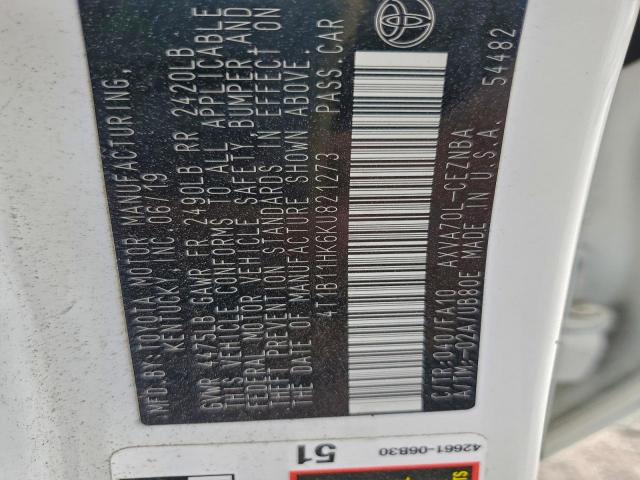 MFD.BY: TOYOTA MOTOR MANUFACTURING,
KENTUCKY, INC. 06/19
GWR 4475LB GAWR FR 2490LB RR 2420LB
THIS VEHICLE CONFORMS TO ALL APPLICABLE
FEDERAL MOTOR VEHICLE SAFETY, BUMPER, AND
THEFT PREVENTION STANDARDS IN EFFECT ON
THE DATE OF MANUFACTURE SHOWN ABOVE.
4T1B11HK6KU821273 PASS.CAR
C/TR:040/FA10 AXVA70L-CEZNBA
A/TM:-02A/UB80E MADE IN U.S.A. 54482
42661-06B30
51